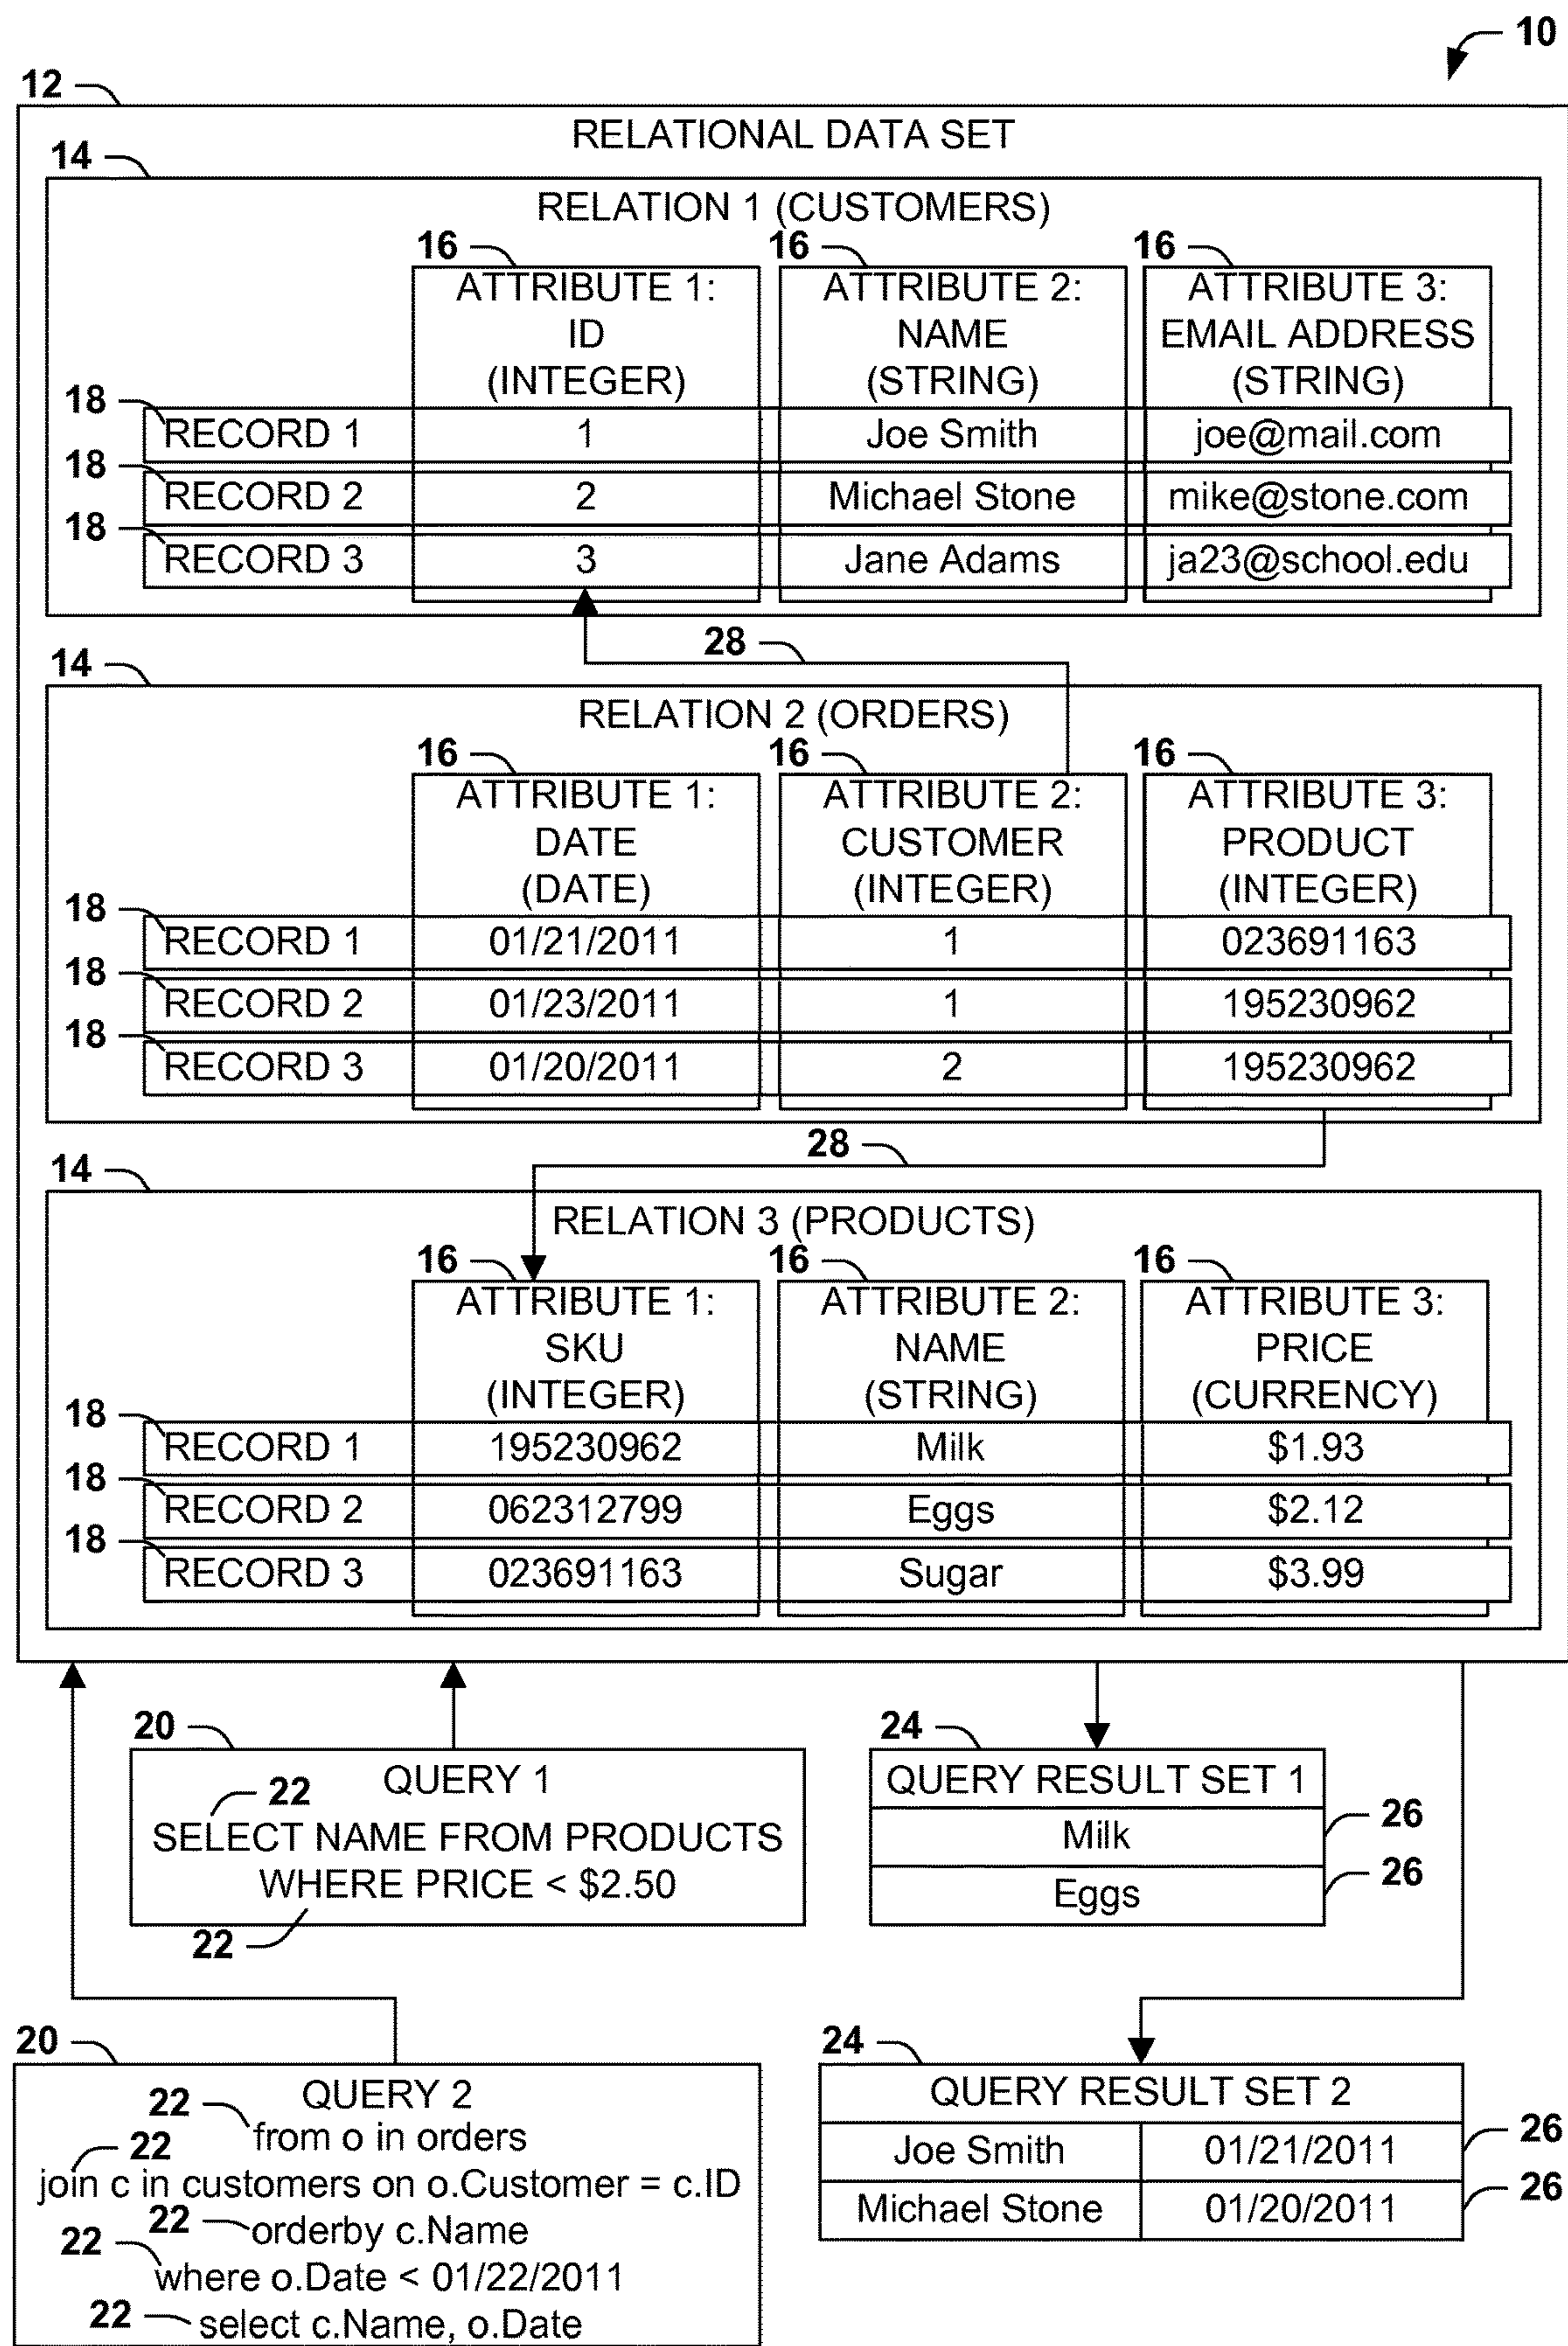 10
12
RELATIONAL DATA SET
14
RELATION 1 (CUSTOMERS)
16 16 16
ATTRIBUTE 1: ATTRIBUTE 2: ATTRIBUTE 3:
ID NAME EMAIL ADDRESS
(INTEGER) (STRING) (STRING)
18
RECORD 1 1 Joe Smith joe@mail.com
18
RECORD 2 2 Michael Stone mike@stone.com
18
RECORD 3 3 Jane Adams ja23@school.edu
28
14
RELATION 2 (ORDERS)
16 16 16
ATTRIBUTE 1: ATTRIBUTE 2: ATTRIBUTE 3:
DATE CUSTOMER PRODUCT
(DATE) (INTEGER) (INTEGER)
18
RECORD 1 01/21/2011 1 023691163
18
RECORD 2 01/23/2011 1 195230962
18
RECORD 3 01/20/2011 2 195230962
28
14
RELATION 3 (PRODUCTS)
16 16 16
ATTRIBUTE 1: ATTRIBUTE 2: ATTRIBUTE 3:
SKU NAME PRICE
(INTEGER) (STRING) (CURRENCY)
18
RECORD 1 195230962 Milk $1.93
18
RECORD 2 062312799 Eggs $2.12
18
RECORD 3 023691163 Sugar $3.99
20
QUERY 1
22
SELECT NAME FROM PRODUCTS
WHERE PRICE < $2.50
22
24
QUERY RESULT SET 1
Milk 26
Eggs 26
20
QUERY 2
22 from o in orders
22
join c in customers on o.Customer = c.ID
22 orderby c.Name
22
where o.Date < 01/22/2011
22 select c.Name, o.Date
24
QUERY RESULT SET 2
Joe Smith 01/21/2011 26
Michael Stone 01/20/2011 26